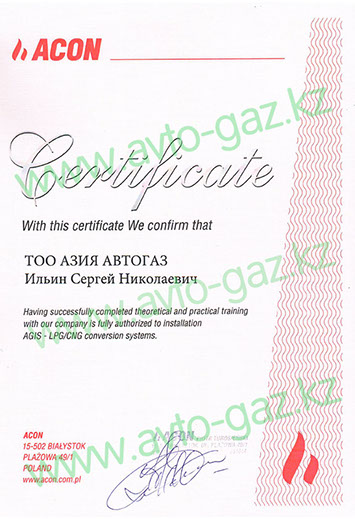 ACON
Certificate
With this certificate We confirm that
ТОО АЗИЯ АВТОГАЗ
Ильин Сергей Николаевич
Having successfully completed theoretical and practical training
with our company is fully authorized to installation
AGIS - LPG/CNG conversion systems.
ACON
15-502 BIAŁYSTOK
PLAŻOWA 49/1
POLAND
www.acon.com.pl
www.avto-gaz.kz
www.avto-gaz.kz
www.avto-gaz.kz